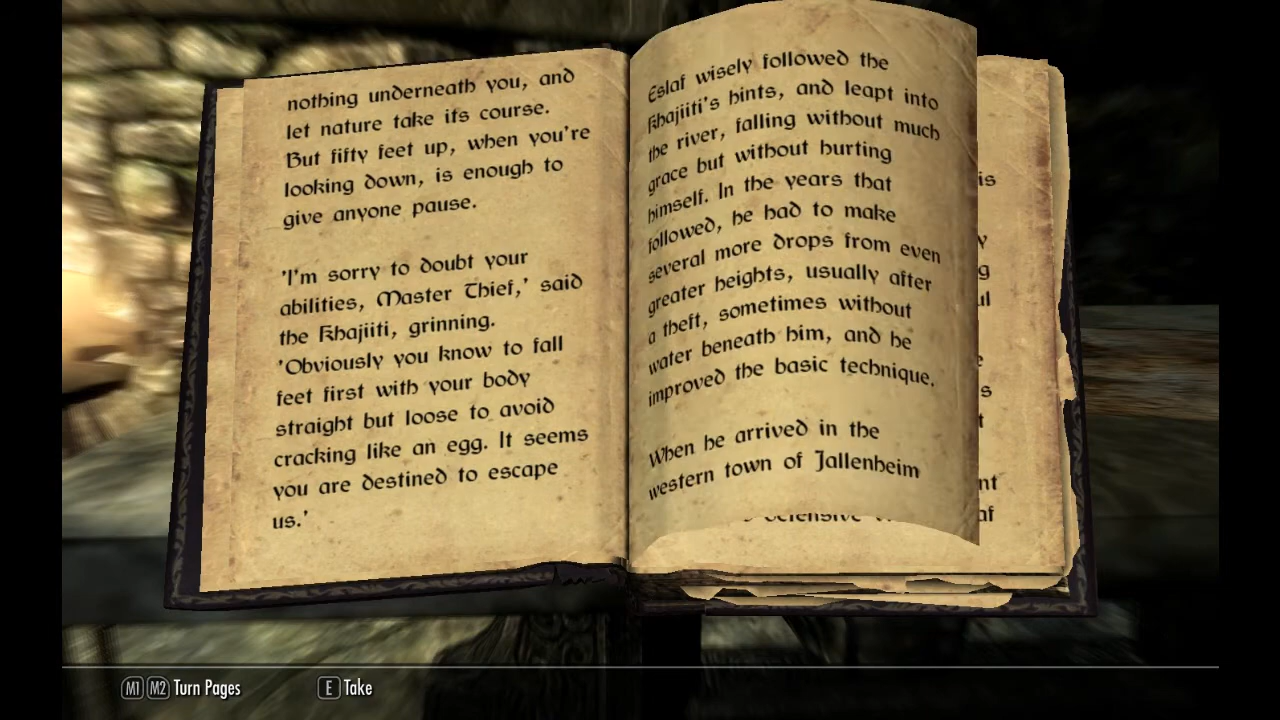 nothing underneath you, and
let nature take its course.
But fifty feet up, when you're
looking down, is enough to
give anyone pause.
'I'm sorry to doubt your
abilities, Master Thief,' said
the Khajiiti, grinning.
'Obviously you know to fall
feet first with your body
straight but loose to avoid
cracking like an egg. It seems
you are destined to escape
us.'
Eslaf wisely followed the
Khajiiti's hints, and leapt into
the river, falling without much
grace but without hurting
himself. In the years that
followed, he had to make
several more drops from even
greater heights, usually after
a theft, sometimes without
water beneath him, and he
improved the basic technique.
When he arrived in the
western town of Jallenheim
defensive
M1 M2 Turn Pages
E Take